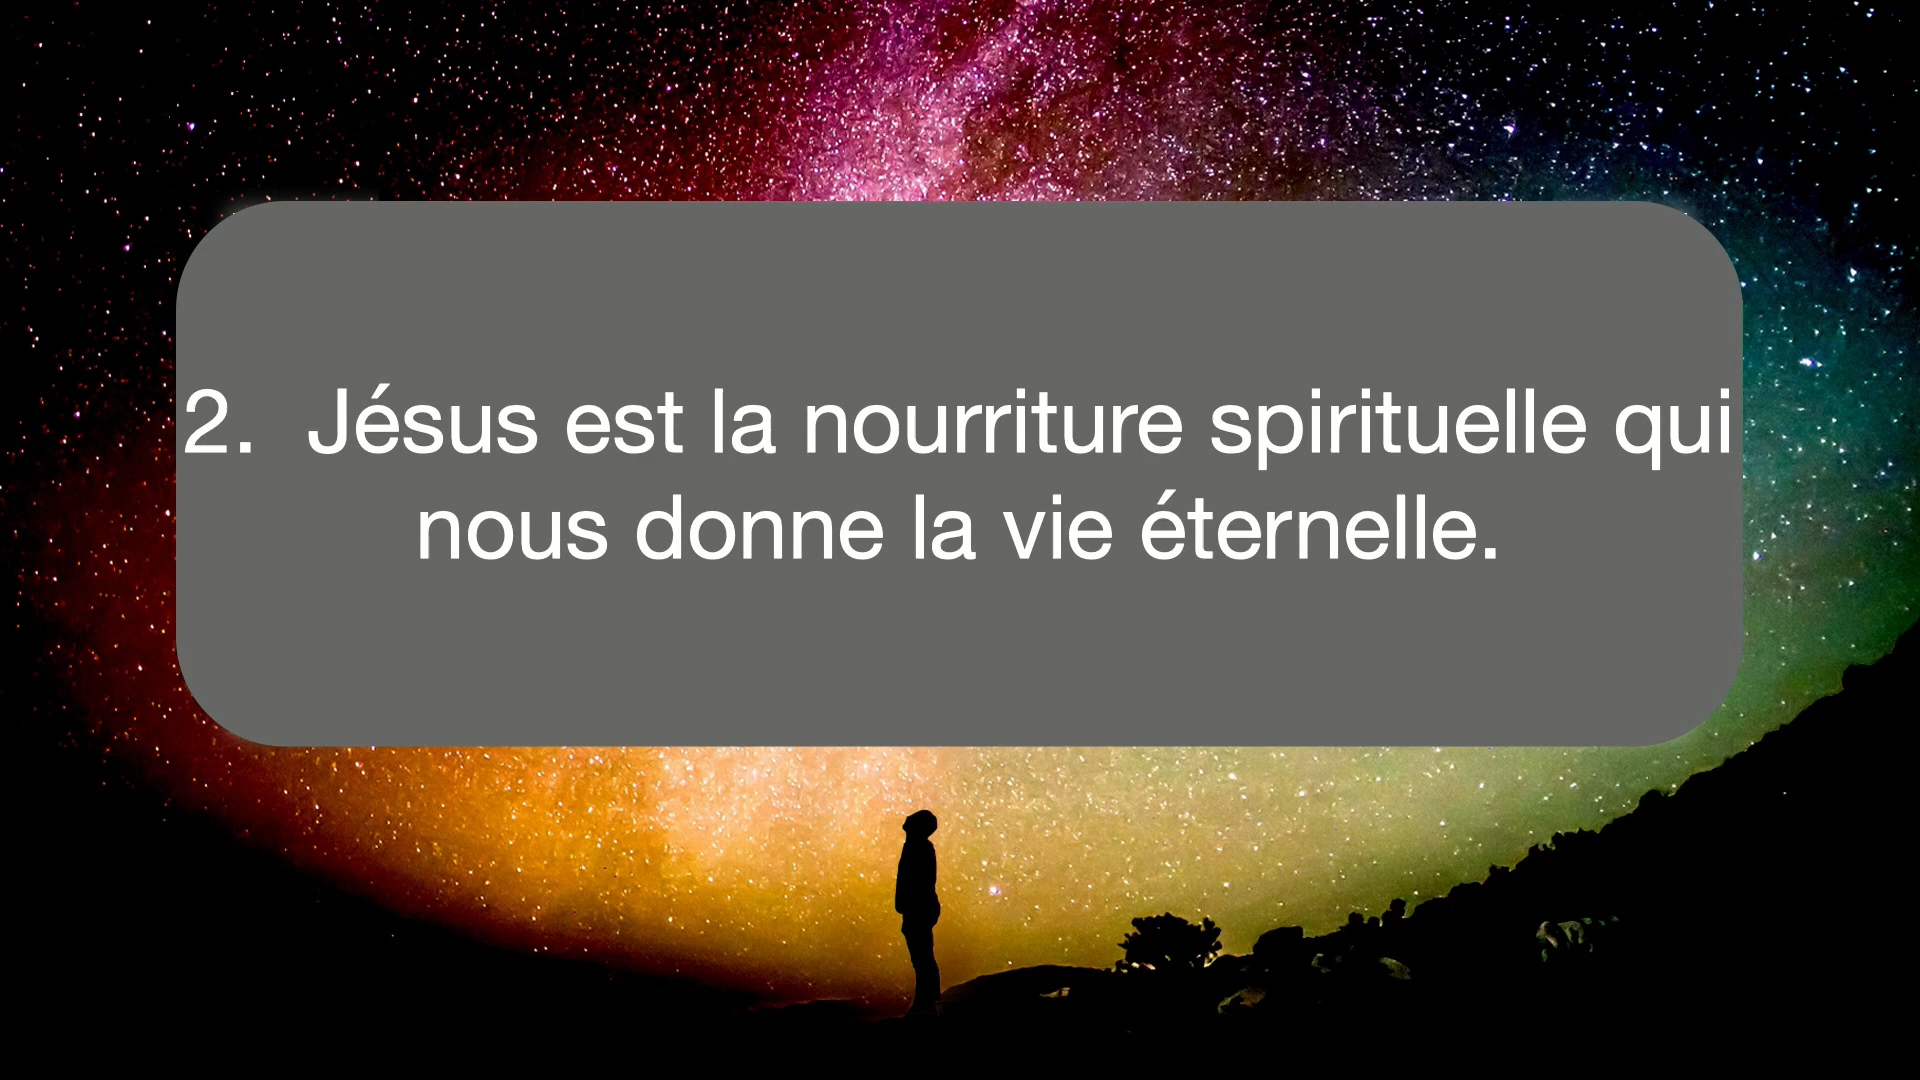 2.  Jésus est la nourriture spirituelle qui
nous donne la vie éternelle.